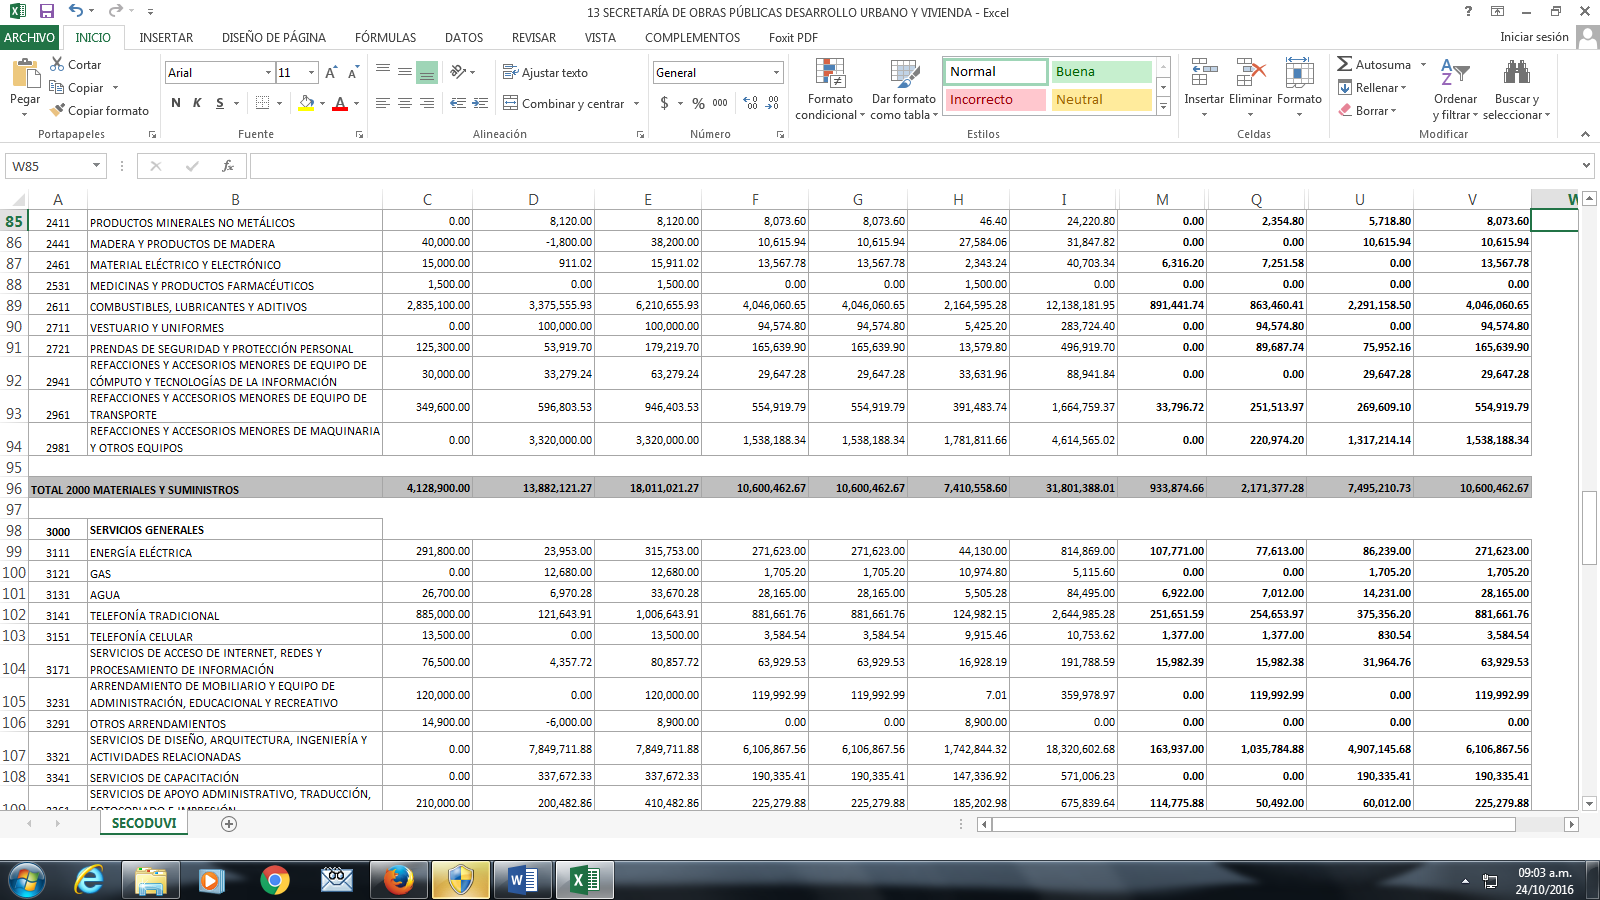 13 SECRETARÍA DE OBRAS PÚBLICAS DESARROLLO URBANO Y VIVIENDA - Excel
ARCHIVO INICIO INSERTAR DISEÑO DE PÁGINA FÓRMULAS DATOS REVISAR VISTA COMPLEMENTOS Foxit PDF Iniciar sesión
Pegar Cortar Copiar Copiar formato Portapapeles
Arial 11 N K S Fuente
Ajustar texto Combinar y centrar Alineación
General $ % 000 Número
Formato condicional Dar formato como tabla Normal Buena Incorrecto Neutral Estilos
Insertar Eliminar Formato Celdas
Autosuma Rellenar Borrar Ordenar y filtrar Buscar y seleccionar Modificar
W85 fx
A B C D E F G H I M Q U V W
85 2411 PRODUCTOS MINERALES NO METÁLICOS 0.00 8,120.00 8,120.00 8,073.60 8,073.60 46.40 24,220.80 0.00 2,354.80 5,718.80 8,073.60
86 2441 MADERA Y PRODUCTOS DE MADERA 40,000.00 -1,800.00 38,200.00 10,615.94 10,615.94 27,584.06 31,847.82 0.00 0.00 10,615.94 10,615.94
87 2461 MATERIAL ELÉCTRICO Y ELECTRÓNICO 15,000.00 911.02 15,911.02 13,567.78 13,567.78 2,343.24 40,703.34 6,316.20 7,251.58 0.00 13,567.78
88 2531 MEDICINAS Y PRODUCTOS FARMACÉUTICOS 1,500.00 0.00 1,500.00 0.00 0.00 1,500.00 0.00 0.00 0.00 0.00 0.00
89 2611 COMBUSTIBLES, LUBRICANTES Y ADITIVOS 2,835,100.00 3,375,555.93 6,210,655.93 4,046,060.65 4,046,060.65 2,164,595.28 12,138,181.95 891,441.74 863,460.41 2,291,158.50 4,046,060.65
90 2711 VESTUARIO Y UNIFORMES 0.00 100,000.00 100,000.00 94,574.80 94,574.80 5,425.20 283,724.40 0.00 94,574.80 0.00 94,574.80
91 2721 PRENDAS DE SEGURIDAD Y PROTECCIÓN PERSONAL 125,300.00 53,919.70 179,219.70 165,639.90 165,639.90 13,579.80 496,919.70 0.00 89,687.74 75,952.16 165,639.90
92 2941 REFACCIONES Y ACCESORIOS MENORES DE EQUIPO DE CÓMPUTO Y TECNOLOGÍAS DE LA INFORMACIÓN 30,000.00 33,279.24 63,279.24 29,647.28 29,647.28 33,631.96 88,941.84 0.00 0.00 29,647.28 29,647.28
93 2961 REFACCIONES Y ACCESORIOS MENORES DE EQUIPO DE TRANSPORTE 349,600.00 596,803.53 946,403.53 554,919.79 554,919.79 391,483.74 1,664,759.37 33,796.72 251,513.97 269,609.10 554,919.79
94 2981 REFACCIONES Y ACCESORIOS MENORES DE MAQUINARIA Y OTROS EQUIPOS 0.00 3,320,000.00 3,320,000.00 1,538,188.34 1,538,188.34 1,781,811.66 4,614,565.02 0.00 220,974.20 1,317,214.14 1,538,188.34
95
96 TOTAL 2000 MATERIALES Y SUMINISTROS 4,128,900.00 13,882,121.27 18,011,021.27 10,600,462.67 10,600,462.67 7,410,558.60 31,801,388.01 933,874.66 2,171,377.28 7,495,210.73 10,600,462.67
97
98 3000 SERVICIOS GENERALES
99 3111 ENERGÍA ELÉCTRICA 291,800.00 23,953.00 315,753.00 271,623.00 271,623.00 44,130.00 814,869.00 107,771.00 77,613.00 86,239.00 271,623.00
100 3121 GAS 0.00 12,680.00 12,680.00 1,705.20 1,705.20 10,974.80 5,115.60 0.00 0.00 1,705.20 1,705.20
101 3131 AGUA 26,700.00 6,970.28 33,670.28 28,165.00 28,165.00 5,505.28 84,495.00 6,922.00 7,012.00 14,231.00 28,165.00
102 3141 TELEFONÍA TRADICIONAL 885,000.00 121,643.91 1,006,643.91 881,661.76 881,661.76 124,982.15 2,644,985.28 251,651.59 254,653.97 375,356.20 881,661.76
103 3151 TELEFONÍA CELULAR 13,500.00 0.00 13,500.00 3,584.54 3,584.54 9,915.46 10,753.62 1,377.00 1,377.00 830.54 3,584.54
104 3171 SERVICIOS DE ACCESO DE INTERNET, REDES Y PROCESAMIENTO DE INFORMACIÓN 76,500.00 4,357.72 80,857.72 63,929.53 63,929.53 16,928.19 191,788.59 15,982.39 15,982.38 31,964.76 63,929.53
105 3231 ARRENDAMIENTO DE MOBILIARIO Y EQUIPO DE ADMINISTRACIÓN, EDUCACIONAL Y RECREATIVO 120,000.00 0.00 120,000.00 119,992.99 119,992.99 7.01 359,978.97 0.00 119,992.99 0.00 119,992.99
106 3291 OTROS ARRENDAMIENTOS 14,900.00 -6,000.00 8,900.00 0.00 0.00 8,900.00 0.00 0.00 0.00 0.00 0.00
107 3321 SERVICIOS DE DISEÑO, ARQUITECTURA, INGENIERÍA Y ACTIVIDADES RELACIONADAS 0.00 7,849,711.88 7,849,711.88 6,106,867.56 6,106,867.56 1,742,844.32 18,320,602.68 163,937.00 1,035,784.88 4,907,145.68 6,106,867.56
108 3341 SERVICIOS DE CAPACITACIÓN 0.00 337,672.33 337,672.33 190,335.41 190,335.41 147,336.92 571,006.23 0.00 0.00 190,335.41 190,335.41
109 3361 SERVICIOS DE APOYO ADMINISTRATIVO, TRADUCCIÓN, FOTOCOPIADO E IMPRESIÓN 210,000.00 200,482.86 410,482.86 225,279.88 225,279.88 185,202.98 675,839.64 114,775.88 50,492.00 60,012.00 225,279.88
SECODUVI
09:03 a.m.
24/10/2016